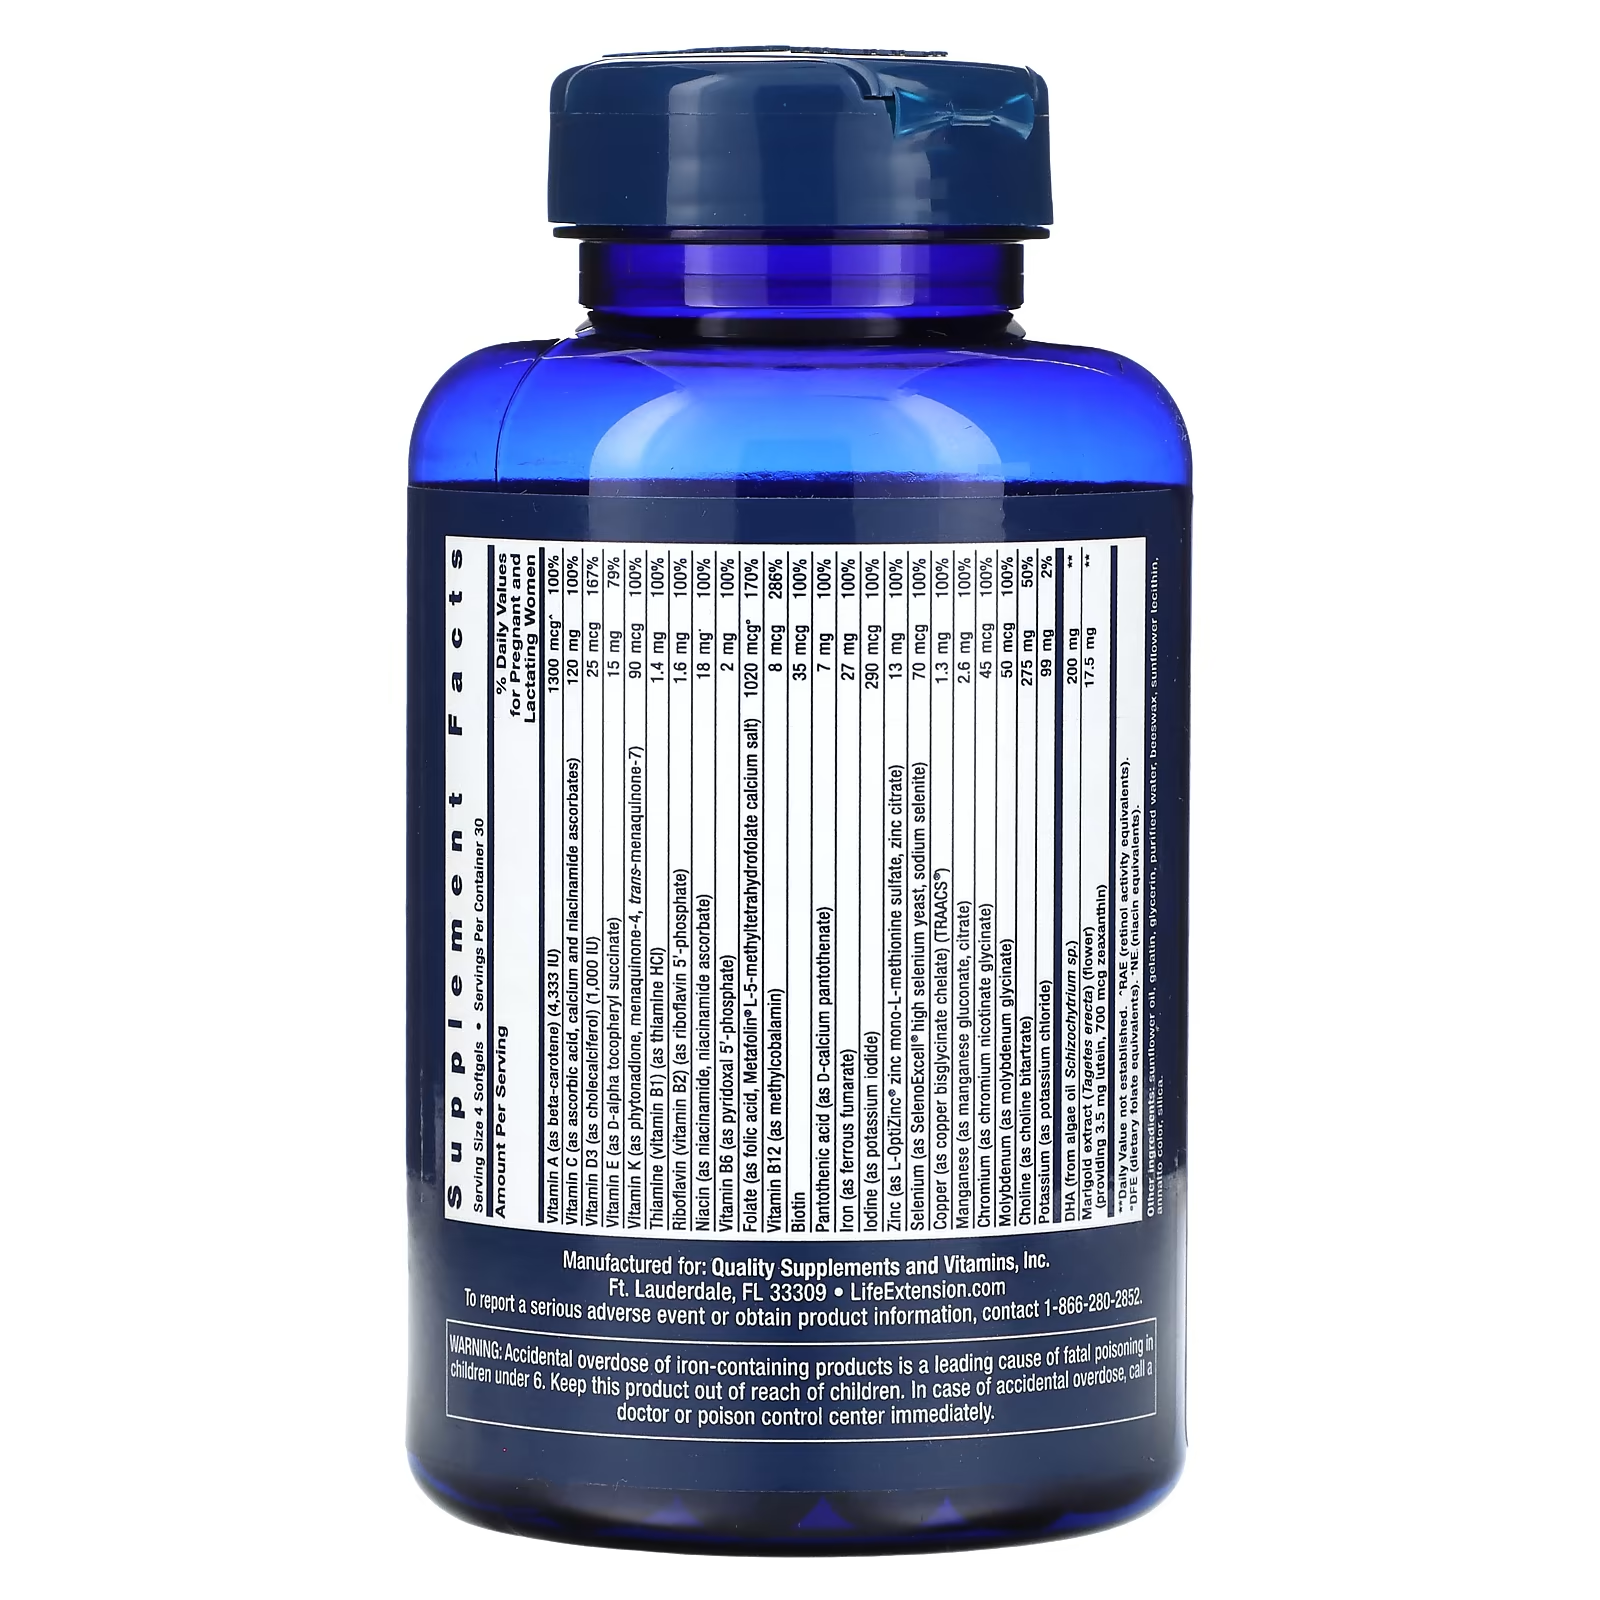 Supplement Facts
Serving Size 4 Softgels • Servings Per Container 30
Amount Per Serving
% Daily Values
for Pregnant and
Lactating Women
Vitamin A (as beta-carotene) (4,333 IU) 1300 mcg^ 100%
Vitamin C (as ascorbic acid, calcium and niacinamide ascorbates) 120 mg 100%
Vitamin D3 (as cholecalciferol) (1,000 IU) 25 mcg 167%
Vitamin E (as D-alpha tocopheryl succinate) 15 mg 79%
Vitamin K (as phytonadione, menaquinone-4, trans-menaquinone-7) 90 mcg 100%
Thiamine (vitamin B1) (as thiamine HCl) 1.4 mg 100%
Riboflavin (vitamin B2) (as riboflavin 5'-phosphate) 1.6 mg 100%
Niacin (as niacinamide, niacinamide ascorbate) 18 mg· 100%
Vitamin B6 (as pyridoxal 5'-phosphate) 2 mg 100%
Folate (as folic acid, Metafolin® L-5-methyltetrahydrofolate calcium salt) 1020 mcg° 170%
Vitamin B12 (as methylcobalamin) 8 mcg 286%
Biotin 35 mcg 100%
Pantothenic acid (as D-calcium pantothenate) 7 mg 100%
Iron (as ferrous fumarate) 27 mg 100%
Iodine (as potassium iodide) 290 mcg 100%
Zinc (as L-OptiZinc® zinc mono-L-methionine sulfate, zinc citrate) 13 mg 100%
Selenium (as SelenoExcell® high selenium yeast, sodium selenite) 70 mcg 100%
Copper (as copper bisglycinate chelate) (TRAACS®) 1.3 mg 100%
Manganese (as manganese gluconate, citrate) 2.6 mg 100%
Chromium (as chromium nicotinate glycinate) 45 mcg 100%
Molybdenum (as molybdenum glycinate) 50 mcg 100%
Choline (as choline bitartrate) 275 mg 50%
Potassium (as potassium chloride) 99 mg 2%
DHA (from algae oil Schizochytrium sp.) 200 mg **
Marigold extract (Tagetes erecta) (flower) 17.5 mg **
(providing 3.5 mg lutein, 700 mcg zeaxanthin)
**Daily Value not established. ^RAE (retinol activity equivalents).
°DFE (dietary folate equivalents). ·NE (niacin equivalents).
Other ingredients: sunflower oil, gelatin, glycerin, purified water, beeswax, sunflower lecithin,
annatto color, silica.
Manufactured for: Quality Supplements and Vitamins, Inc.
Ft. Lauderdale, FL 33309 • LifeExtension.com
To report a serious adverse event or obtain product information, contact 1-866-280-2852.
WARNING: Accidental overdose of iron-containing products is a leading cause of fatal poisoning in
children under 6. Keep this product out of reach of children. In case of accidental overdose, call a
doctor or poison control center immediately.